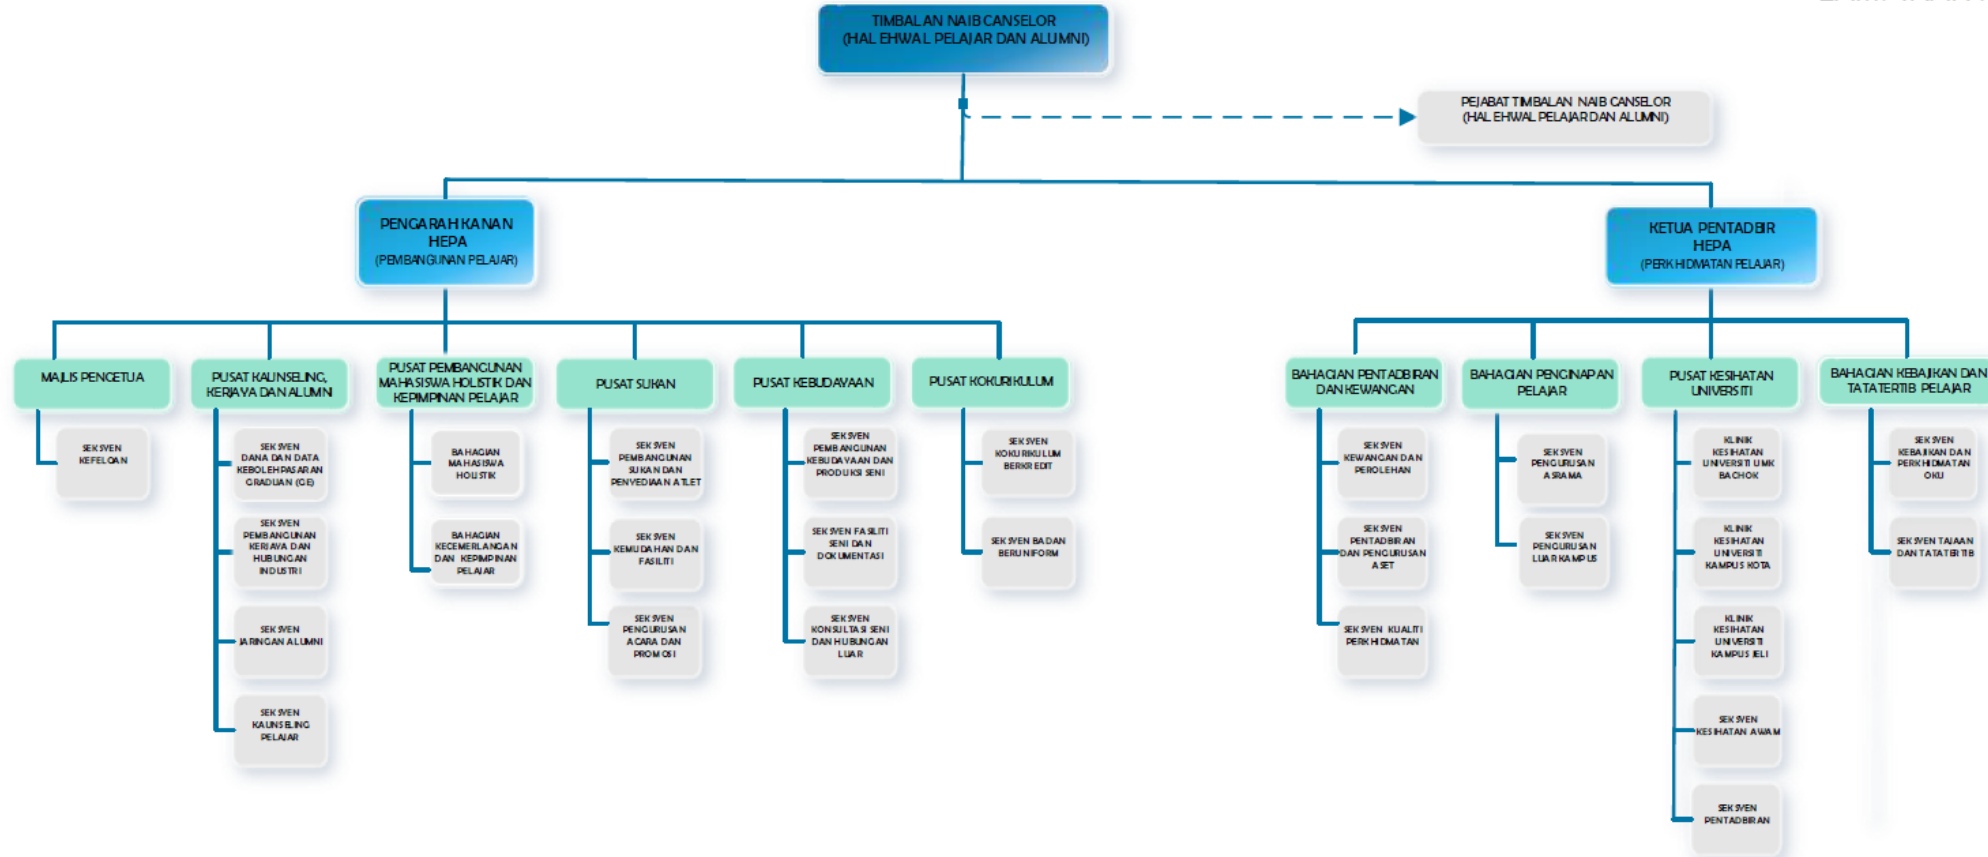 TIMBALAN NAIB CANSELOR
(HAL EHWAL PELAJAR DAN ALUMNI)
PEJABAT TIMBALAN NAIB CANSELOR
(HAL EHWAL PELAJAR DAN ALUMNI)
PENGARAH KANAN
HEPA
(PEMBANGUNAN PELAJAR)
KETUA PENTADBIR
HEPA
(PERKHIDMATAN PELAJAR)
MAJLIS PENGETUA
PUSAT KAUNSELING,
KERJAYA DAN ALUMNI
PUSAT PEMBANGUNAN
MAHASISWA HOLISTIK DAN
KEPIMPINAN PELAJAR
PUSAT SUKAN
PUSAT KEBUDAYAAN
PUSAT KOKURIKULUM
BAHAGIAN PENTADBIRAN
DAN KEWANGAN
BAHAGIAN PENGINAPAN
PELAJAR
PUSAT KESIHATAN
UNIVERSITI
BAHAGIAN KEBAJIKAN DAN
TATATERTIB PELAJAR
SEKSYEN
KEFELOAN
SEKSYEN
DANA DAN DATA
KEBOLEHPASARAN
GRADUAN (GE)
SEKSYEN
PEMBANGUNAN
KERJAYA DAN
HUBUNGAN
INDUSTRI
SEKSYEN
JARINGAN ALUMNI
SEKSYEN
KAUNSELING
PELAJAR
BAHAGIAN
MAHASISWA
HOLISTIK
BAHAGIAN
KECEMERLANGAN
DAN KEPIMPINAN
PELAJAR
SEKSYEN
PEMBANGUNAN
SUKAN DAN
PENYEDIAAN ATLET
SEKSYEN
KEMUDAHAN DAN
FASILITI
SEKSYEN
PENGURUSAN
ACARA DAN
PROMOSI
SEKSYEN
PEMBANGUNAN
KEBUDAYAAN DAN
PRODUKSI SENI
SEKSYEN FASILITI
SENI DAN
DOKUMENTASI
SEKSYEN
KONSULTASI SENI
DAN HUBUNGAN
LUAR
SEKSYEN
KOKURIKULUM
BERKREDIT
SEKSYEN BADAN
BERUNIFORM
SEKSYEN
KEWANGAN DAN
PEROLEHAN
SEKSYEN
PENTADBIRAN
DAN PENGURUSAN
ASET
SEKSYEN KUALITI
PERKHIDMATAN
SEKSYEN
PENGURUSAN
ASRAMA
SEKSYEN
PENGURUSAN
LUAR KAMPUS
KLINIK
KESIHATAN
UNIVERSITI UMK
BACHOK
KLINIK
KESIHATAN
UNIVERSITI
KAMPUS KOTA
KLINIK
KESIHATAN
UNIVERSITI
KAMPUS JELI
SEKSYEN
KESIHATAN AWAM
SEKSYEN
PENTADBIRAN
SEKSYEN
KEBAJIKAN DAN
PERKHIDMATAN
OKU
SEKSYEN TAJAAN
DAN TATATERTIB